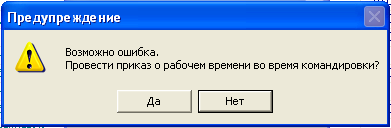 Предупреждение
Возможно ошибка.
Провести приказ о рабочем времени во время командировки?
Да
Нет